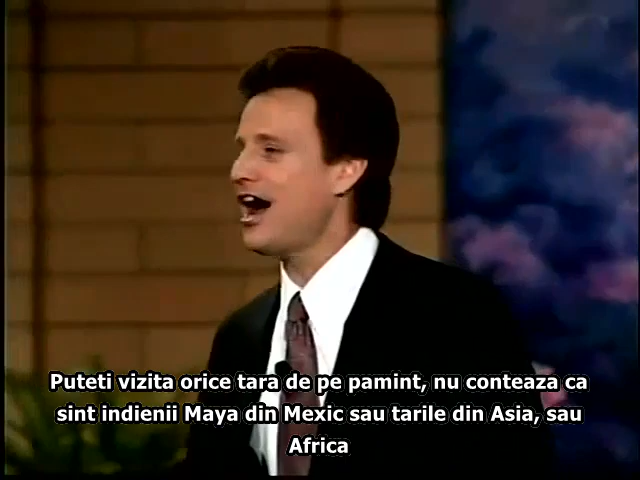 Puteti vizita orice tara de pe pamint, nu conteaza ca
sint indienii Maya din Mexic sau tarile din Asia, sau
Africa